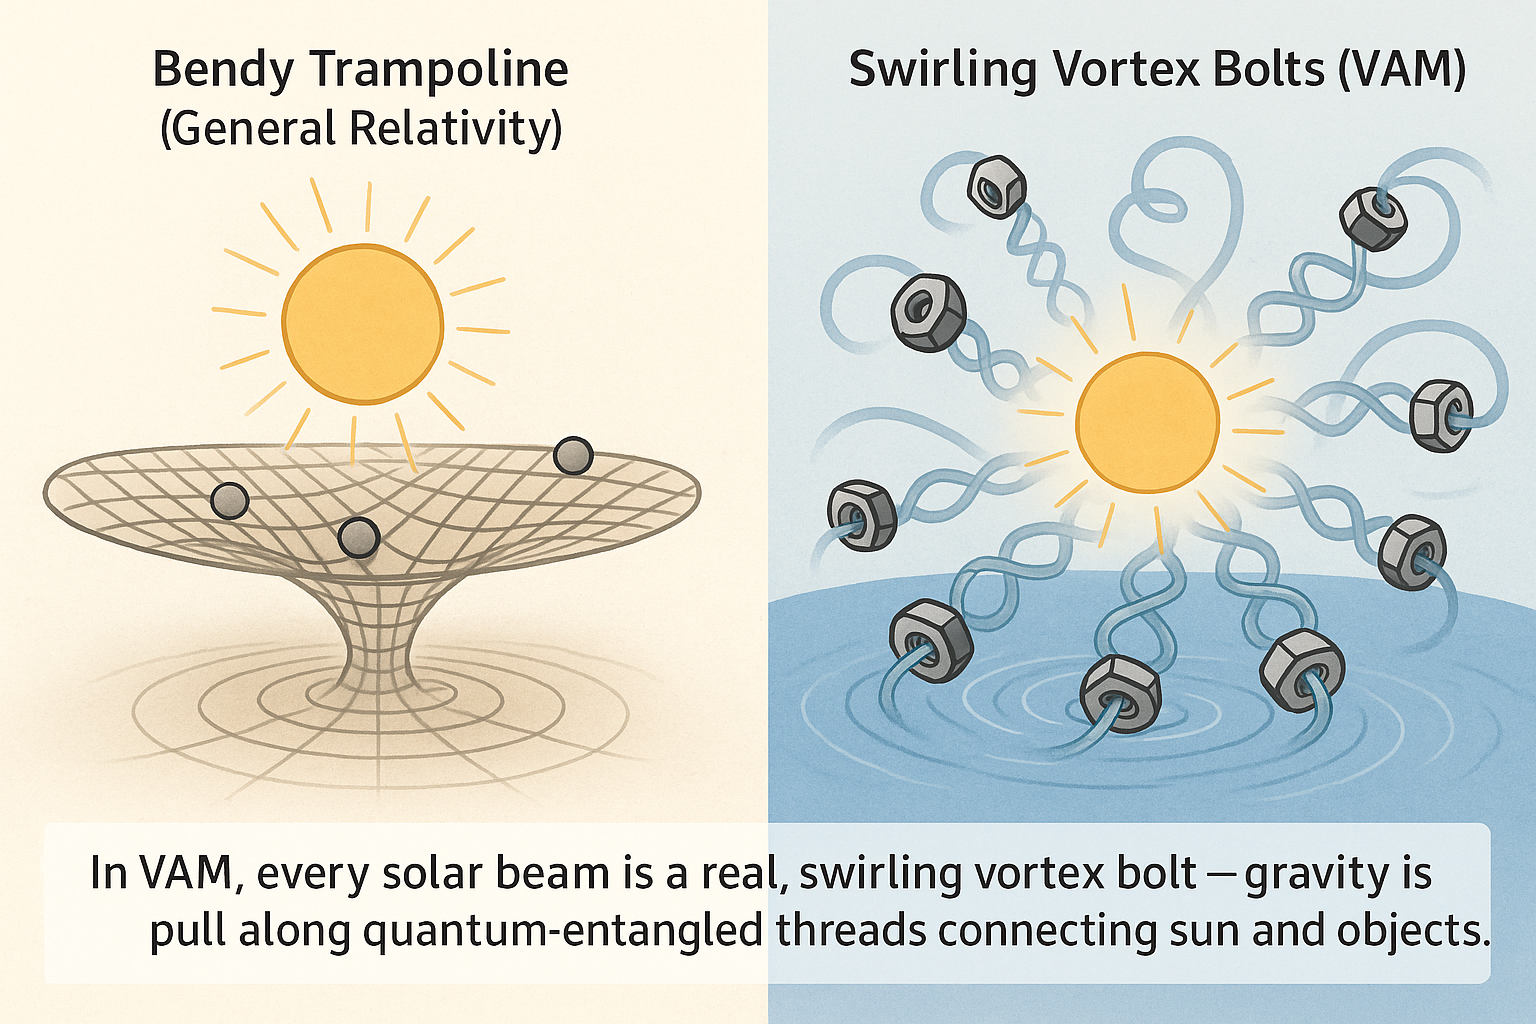 Bendy Trampoline
(General Relativity)
Swirling Vortex Bolts (VAM)
In VAM, every solar beam is a real, swirling vortex bolt – gravity is
pull along quantum-entangled threads connecting sun and objects.